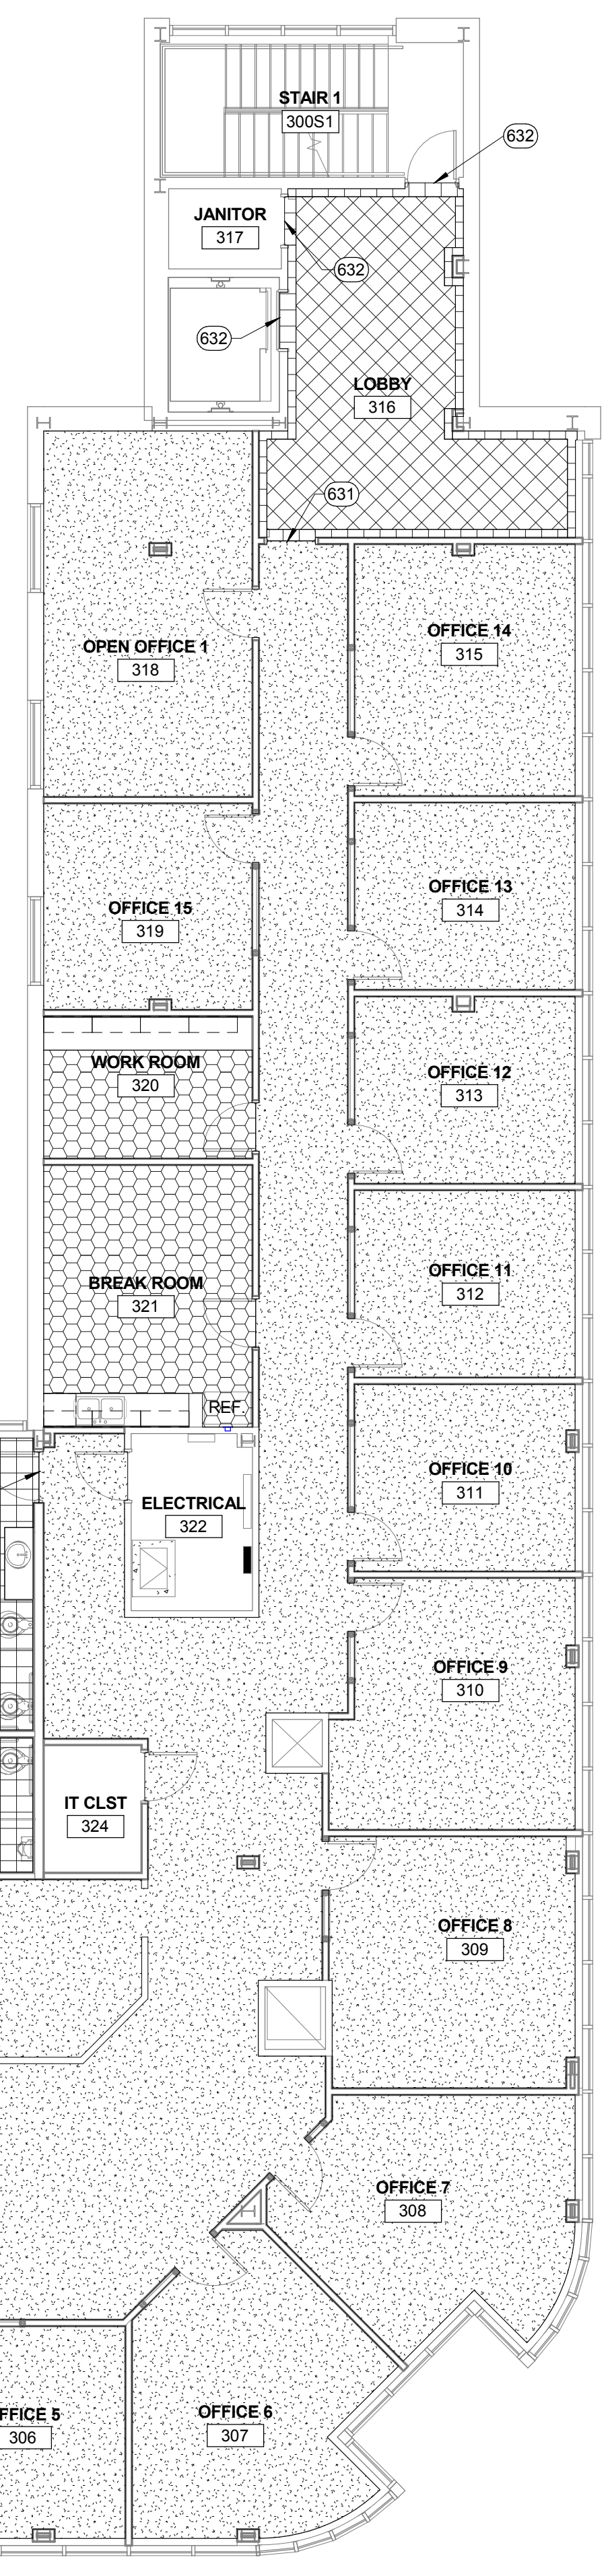 STAIR 1
300S1
632
JANITOR
317
632
632
LOBBY
316
631
OFFICE 14
315
OPEN OFFICE 1
318
OFFICE 13
314
OFFICE 15
319
WORK ROOM
320
OFFICE 12
313
OFFICE 11
312
BREAK ROOM
321
REF
OFFICE 10
311
ELECTRICAL
322
OFFICE 9
310
IT CLST
324
OFFICE 8
309
OFFICE 7
308
OFFICE 6
307
FFICE 5
306